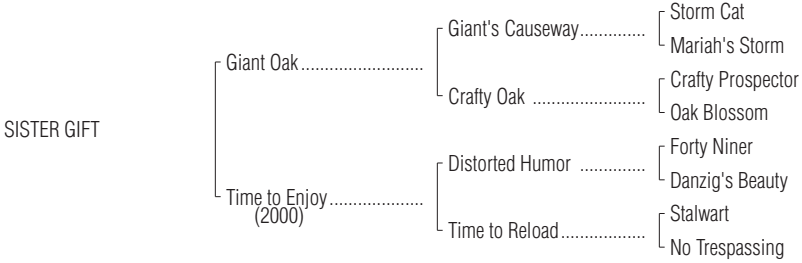 Storm Cat
Giant's Causeway..............
Mariah's Storm
Giant Oak.........................
Crafty Prospector
Crafty Oak .......................
Oak Blossom
SISTER GIFT
Forty Niner
Distorted Humor ..............
Danzig's Beauty
Time to Enjoy...................
(2000)
Stalwart
Time to Reload.................
No Trespassing